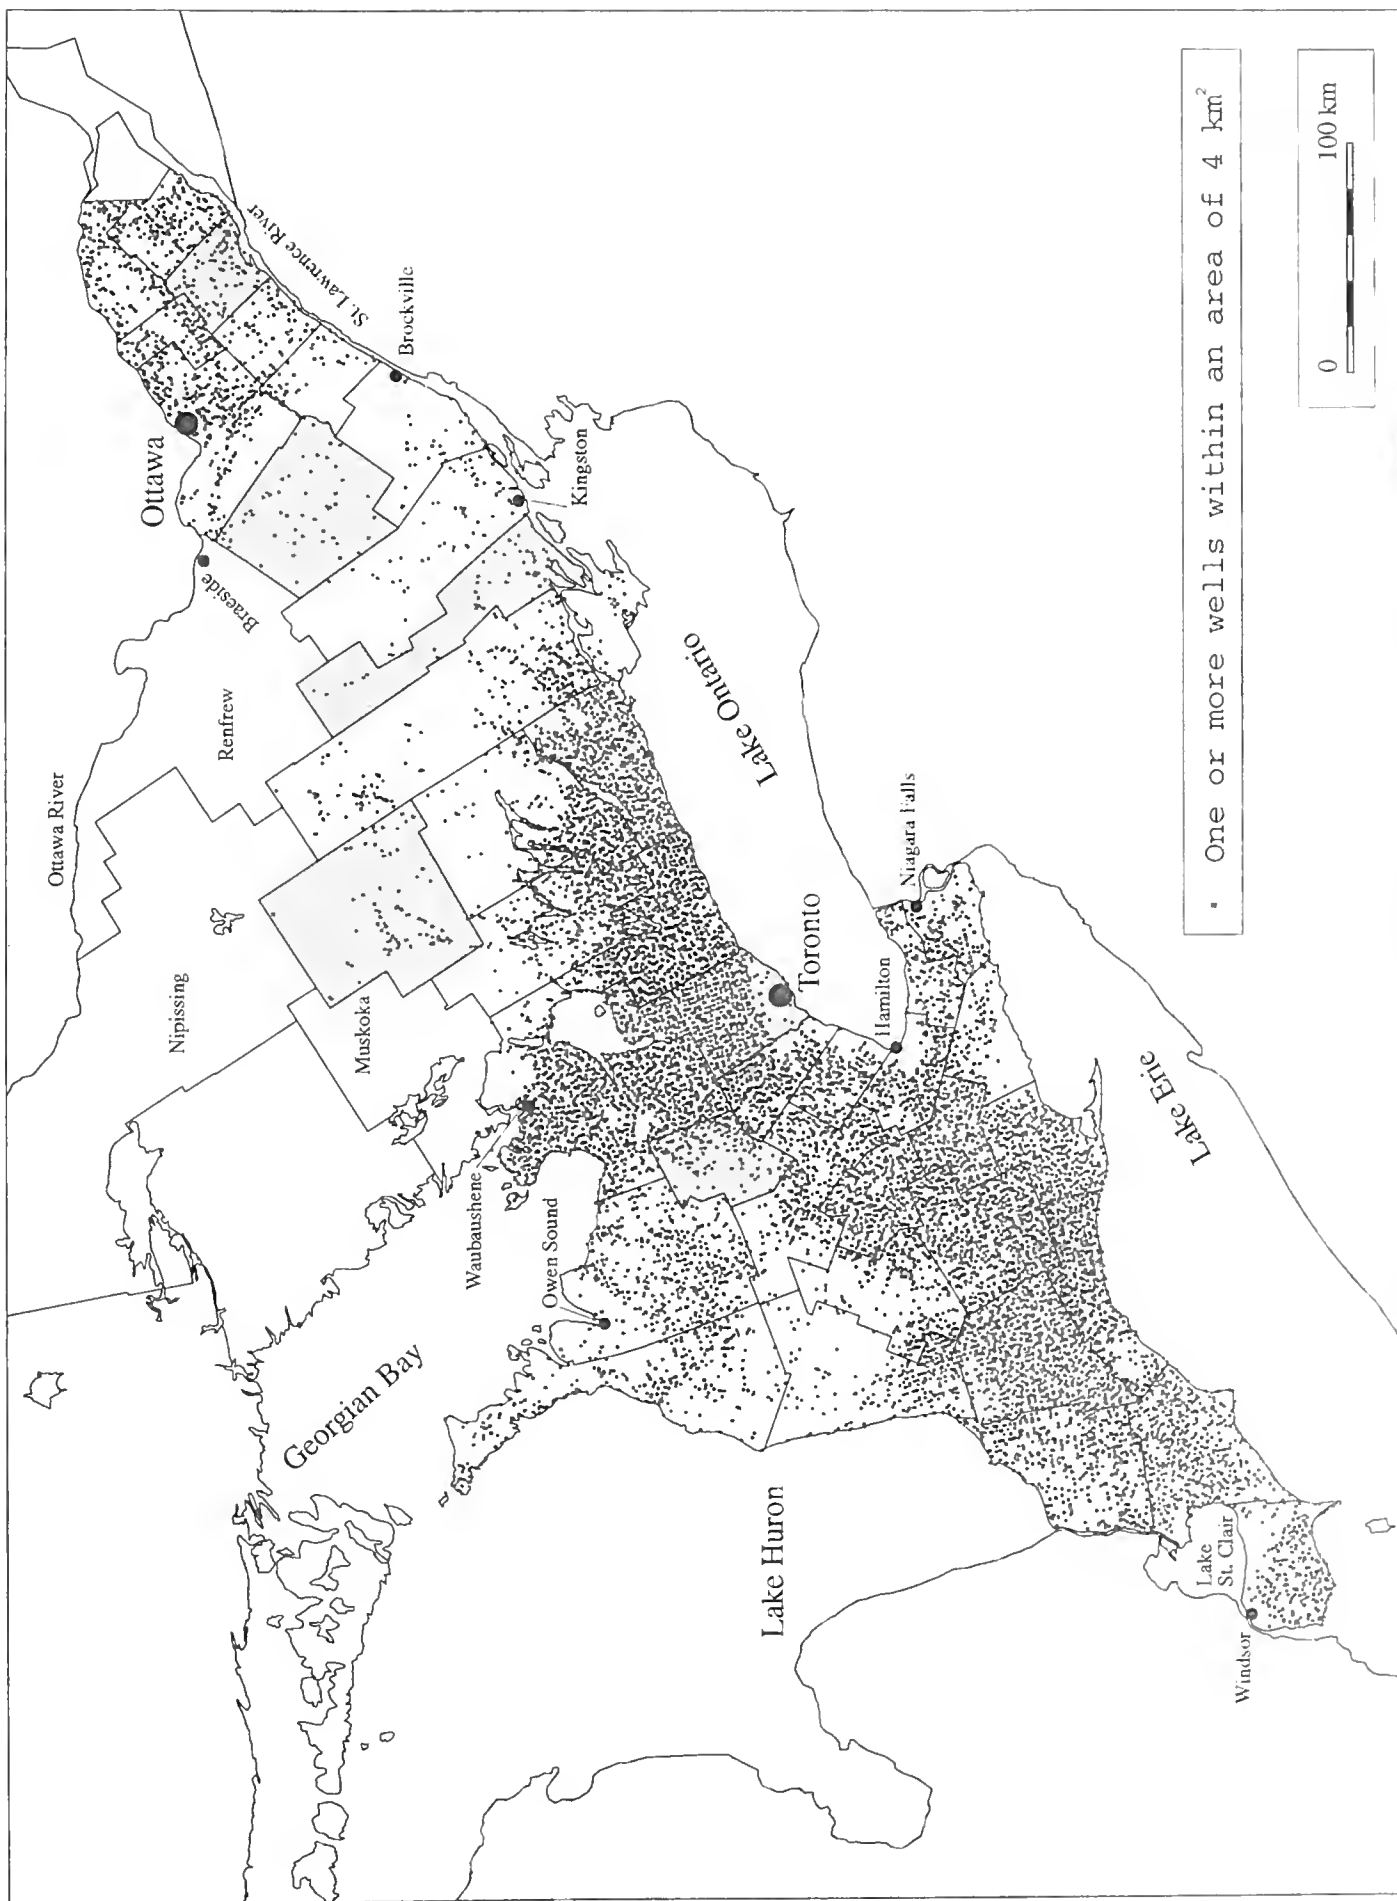 Ottawa River
Nipissing
Renfrew
Muskoka
Braeside
Ottawa
St. Lawrence River
Brockville
Kingston
Georgian Bay
Waubaushene
Owen Sound
Lake Ontario
Toronto
Hamilton
Niagara Falls
Lake Huron
Lake Erie
Lake
St. Clair
Windsor
One or more wells within an area of 4 km²
0
100 km